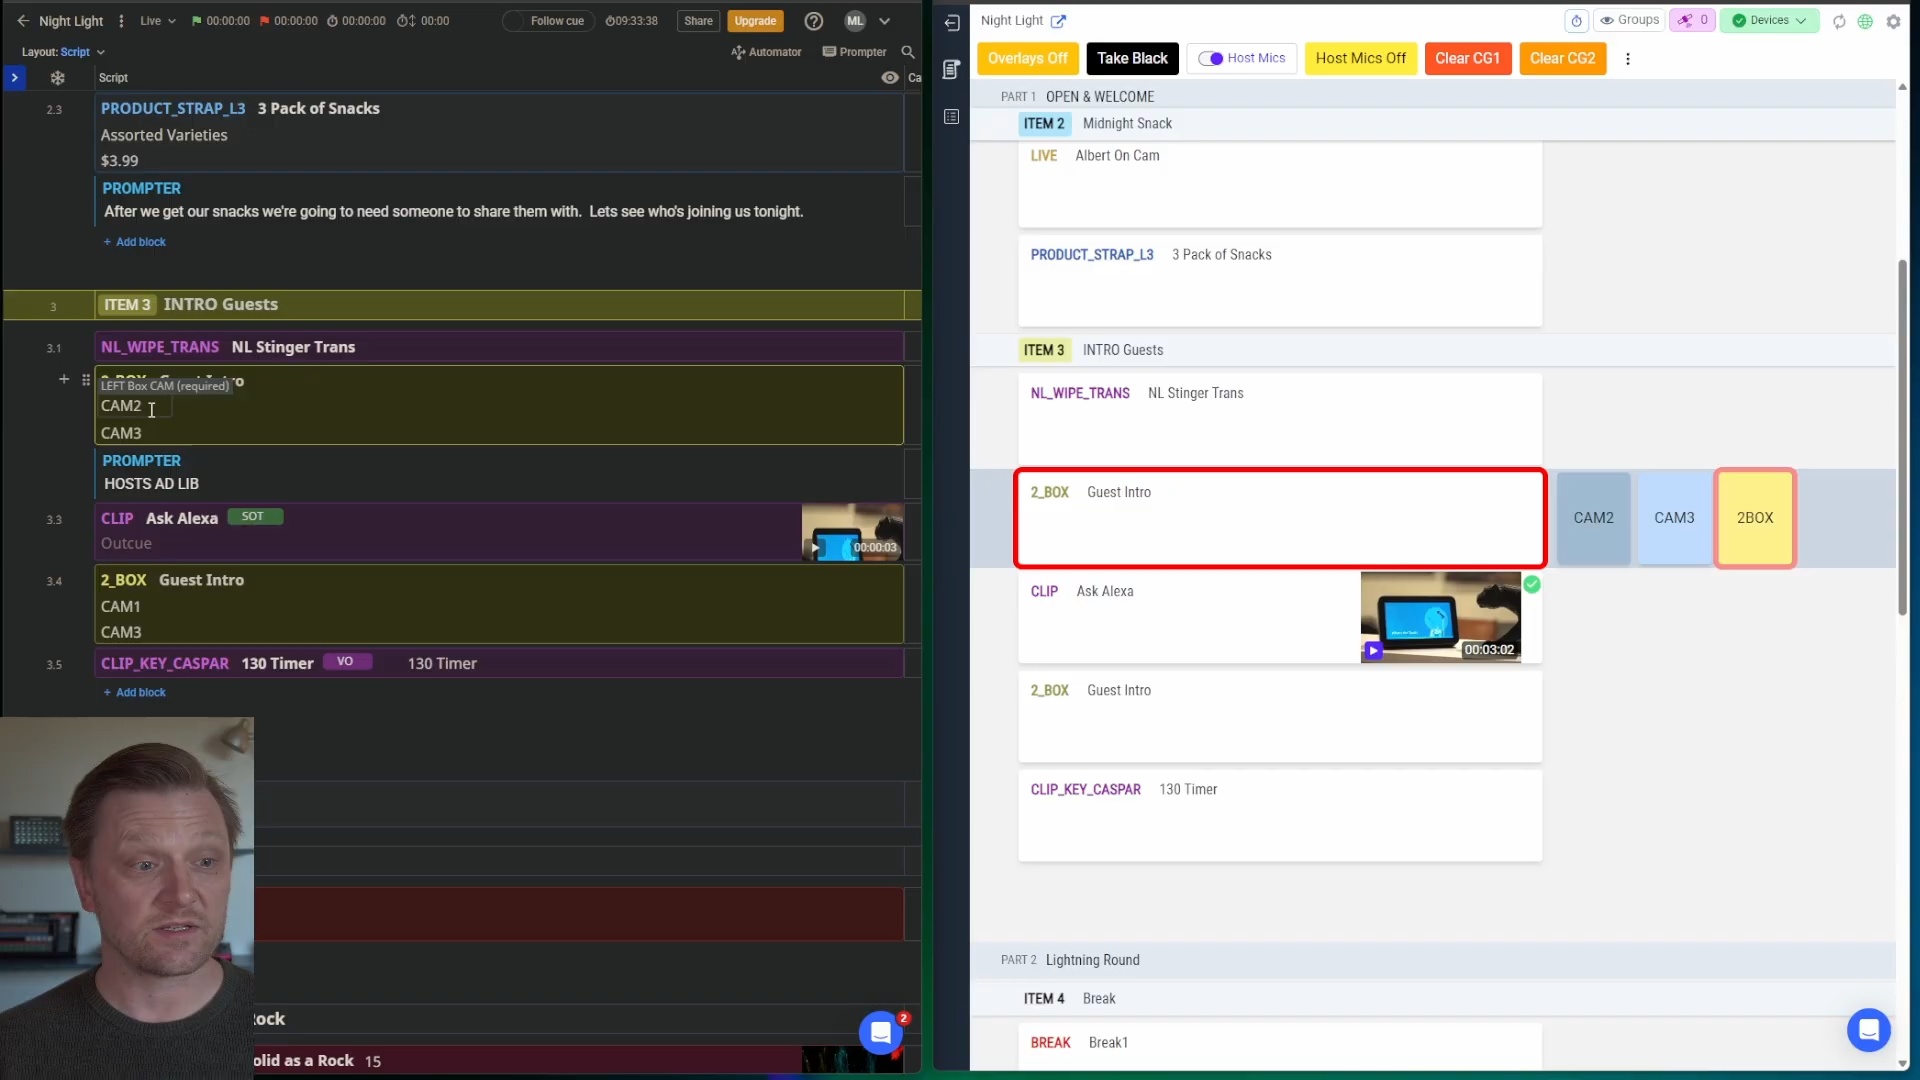 Night Light
Live
00:00:00
00:00:00
00:00:00
00:00
Follow cue
09:33:38
Share
Upgrade
ML
Layout: Script
Automator
Prompter
Script
Ca
2.3
PRODUCT_STRAP_L3 3 Pack of Snacks
Assorted Varieties
$3.99
PROMPTER
After we get our snacks we're going to need someone to share them with. Lets see who's joining us tonight.
+ Add block
3
ITEM 3 INTRO Guests
3.1
NL_WIPE_TRANS NL Stinger Trans
LEFT Box CAM (required)
CAM2
CAM3
PROMPTER
HOSTS AD LIB
3.3
CLIP Ask Alexa SOT
Outcue
00:00:03
3.4
2_BOX Guest Intro
CAM1
CAM3
3.5
CLIP_KEY_CASPAR 130 Timer VO 130 Timer
+ Add block
olid as a Rock 15
2
Night Light
Groups
0
Devices
Overlays Off
Take Black
Host Mics
Host Mics Off
Clear CG1
Clear CG2
PART 1 OPEN & WELCOME
ITEM 2 Midnight Snack
LIVE Albert On Cam
PRODUCT_STRAP_L3 3 Pack of Snacks
ITEM 3 INTRO Guests
NL_WIPE_TRANS NL Stinger Trans
2_BOX Guest Intro
CAM2
CAM3
2BOX
CLIP Ask Alexa
00:03:02
2_BOX Guest Intro
CLIP_KEY_CASPAR 130 Timer
PART 2 Lightning Round
ITEM 4 Break
BREAK Break1